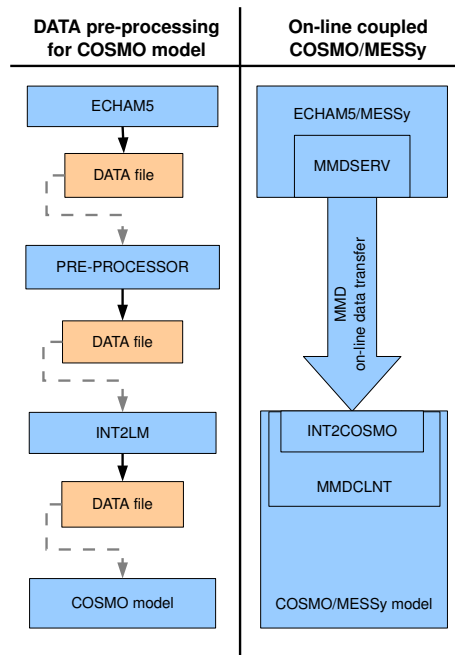 DATA pre-processing
for COSMO model
ECHAM5
DATA file
PRE-PROCESSOR
DATA file
INT2LM
DATA file
COSMO model
On-line coupled
COSMO/MESSy
ECHAM5/MESSy
MMDSERV
MMD
on-line data transfer
INT2COSMO
MMDCLNT
COSMO/MESSy model